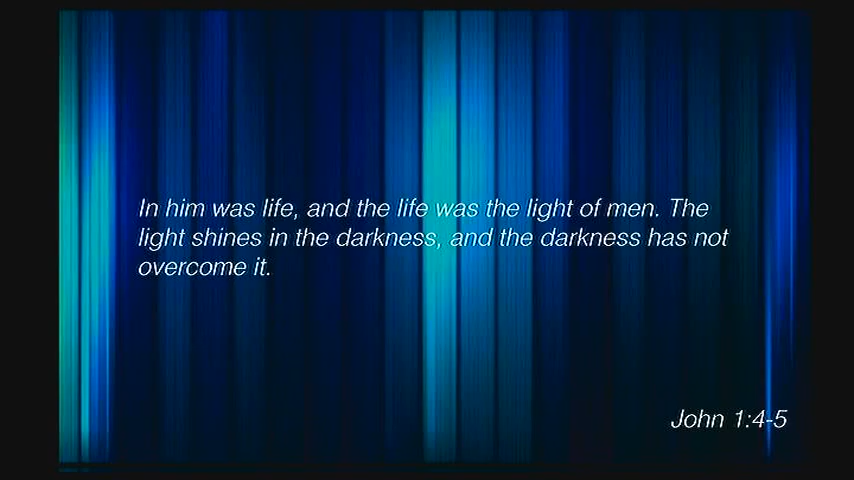 In him was life, and the life was the light of men. The
light shines in the darkness, and the darkness has not
overcome it.
John 1:4-5